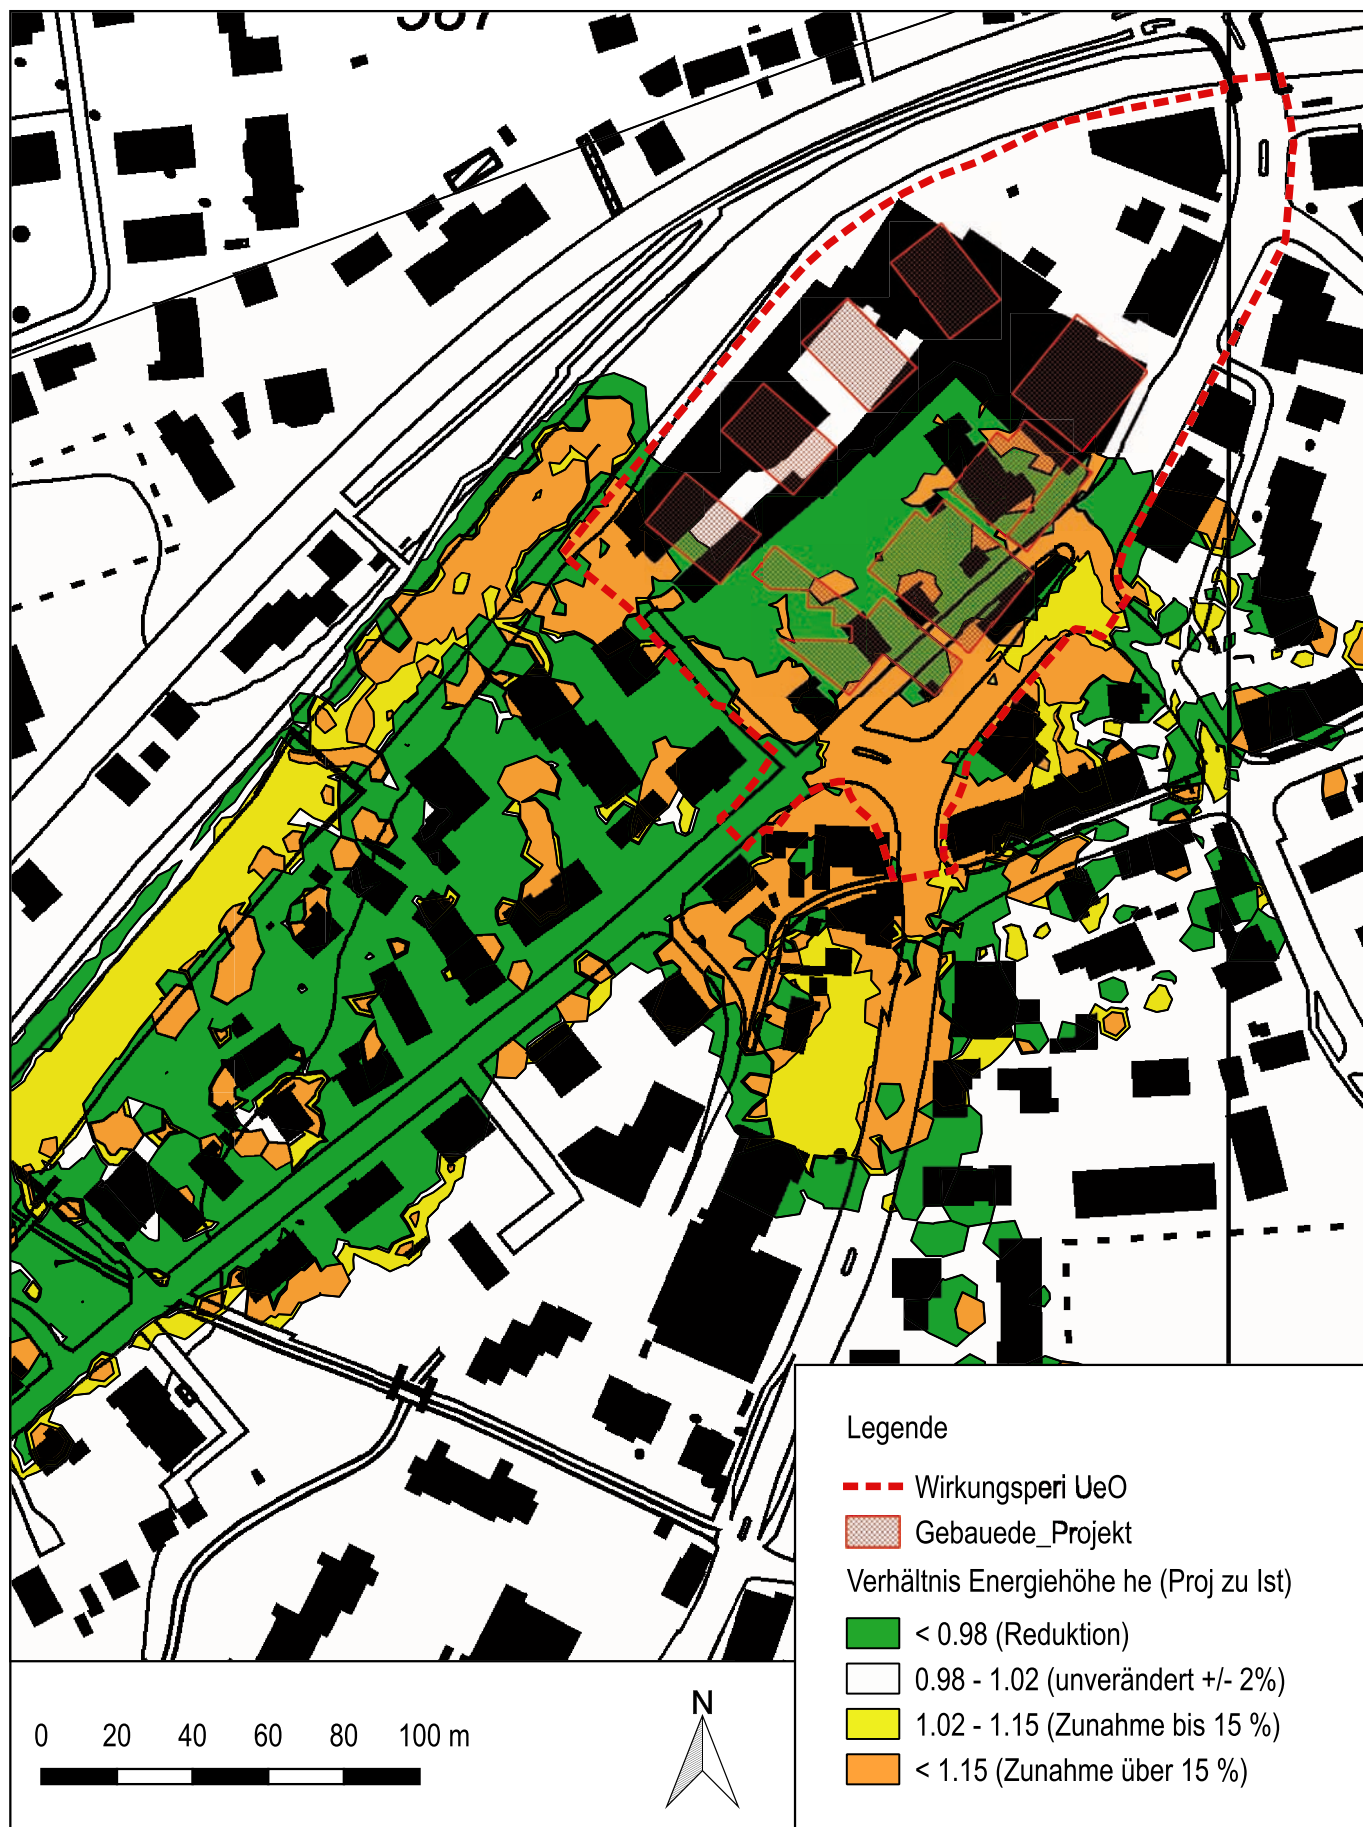 Legende
Wirkungsperi UeO
Gebauede_Projekt
Verhältnis Energiehöhe he (Proj zu Ist)
< 0.98 (Reduktion)
0.98 - 1.02 (unverändert +/- 2%)
1.02 - 1.15 (Zunahme bis 15 %)
< 1.15 (Zunahme über 15 %)
N
0 20 40 60 80 100 m